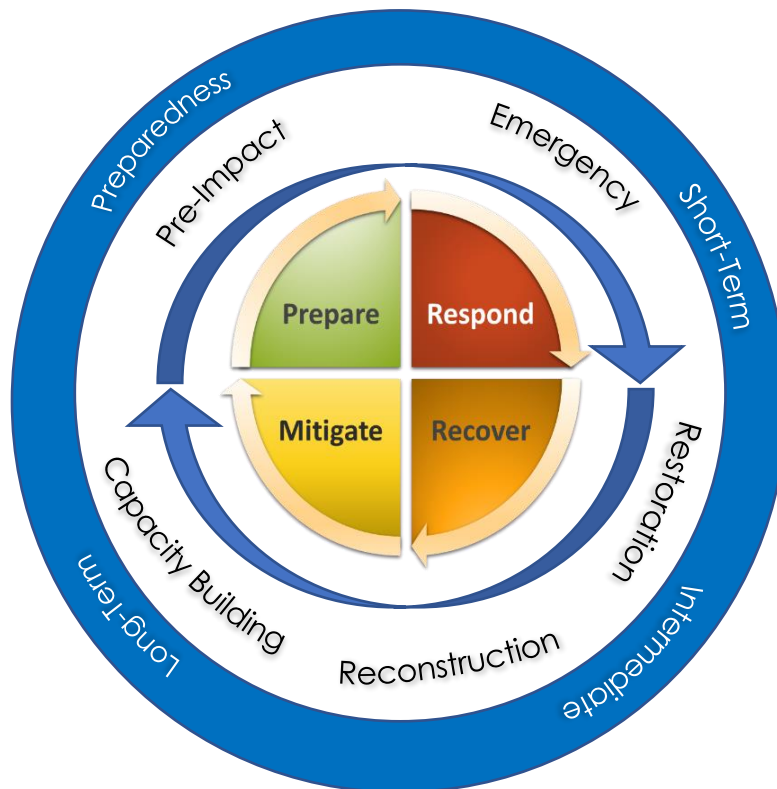 Preparedness
Short-Term
Intermediate
Long-Term
Pre-Impact
Emergency
Restoration
Reconstruction
Capacity Building
Prepare
Respond
Mitigate
Recover